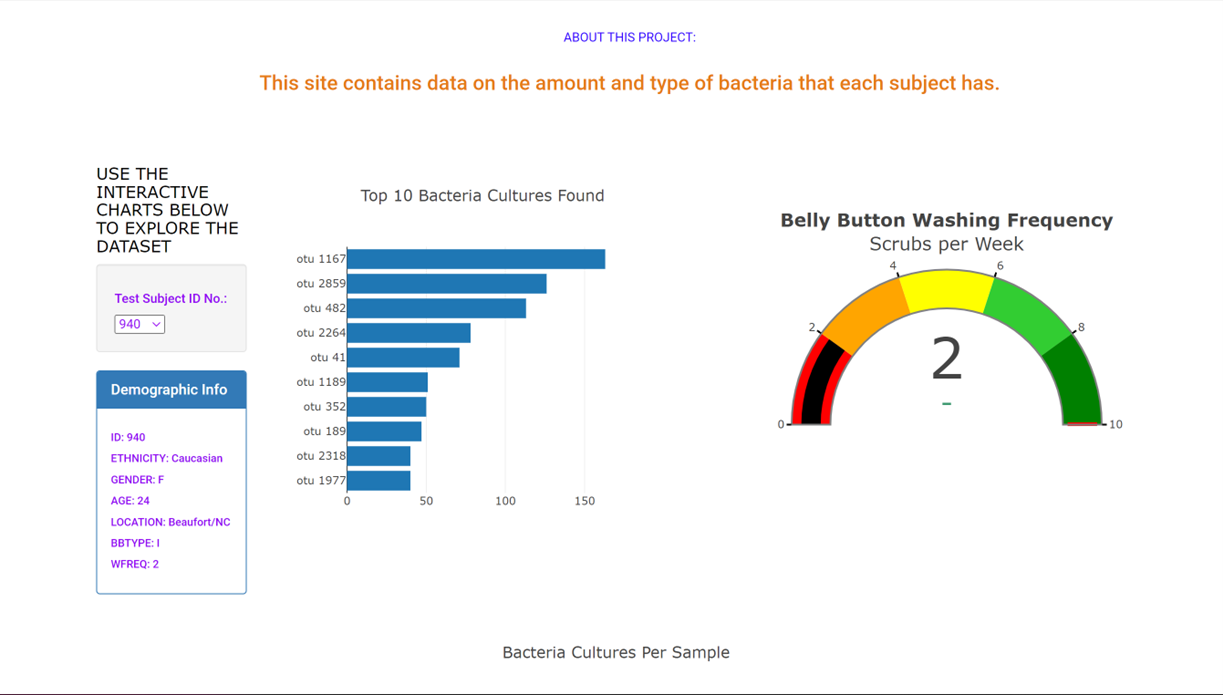 ABOUT THIS PROJECT:
This site contains data on the amount and type of bacteria that each subject has.
USE THE
INTERACTIVE
CHARTS BELOW
TO EXPLORE THE
DATASET
Test Subject ID No.:
940
Demographic Info
ID: 940
ETHNICITY: Caucasian
GENDER: F
AGE: 24
LOCATION: Beaufort/NC
BBTYPE: I
WFREQ: 2
Top 10 Bacteria Cultures Found
otu 1167
otu 2859
otu 482
otu 2264
otu 41
otu 1189
otu 352
otu 189
otu 2318
otu 1977
0 50 100 150
Belly Button Washing Frequency
Scrubs per Week
4 6
2 8
2
-
0 10
Bacteria Cultures Per Sample